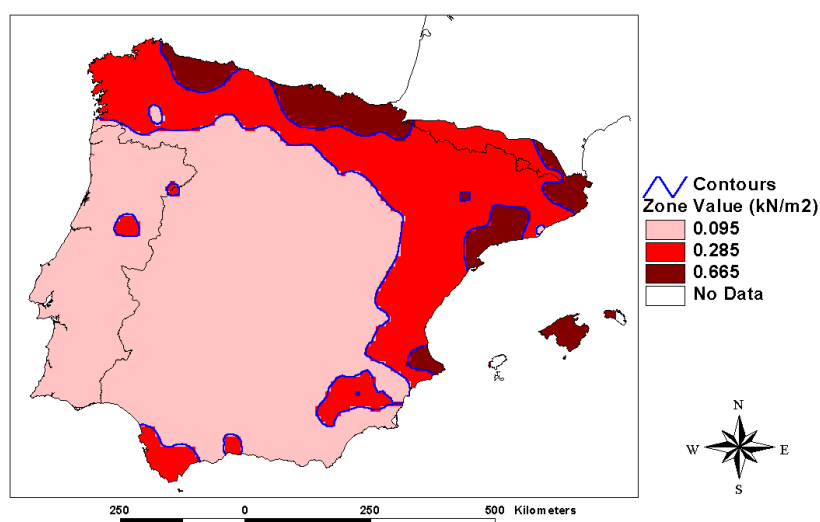 Contours
Zone Value (kN/m2)
0.095
0.285
0.665
No Data
N
W E
S
250 0 250 500 Kilometers